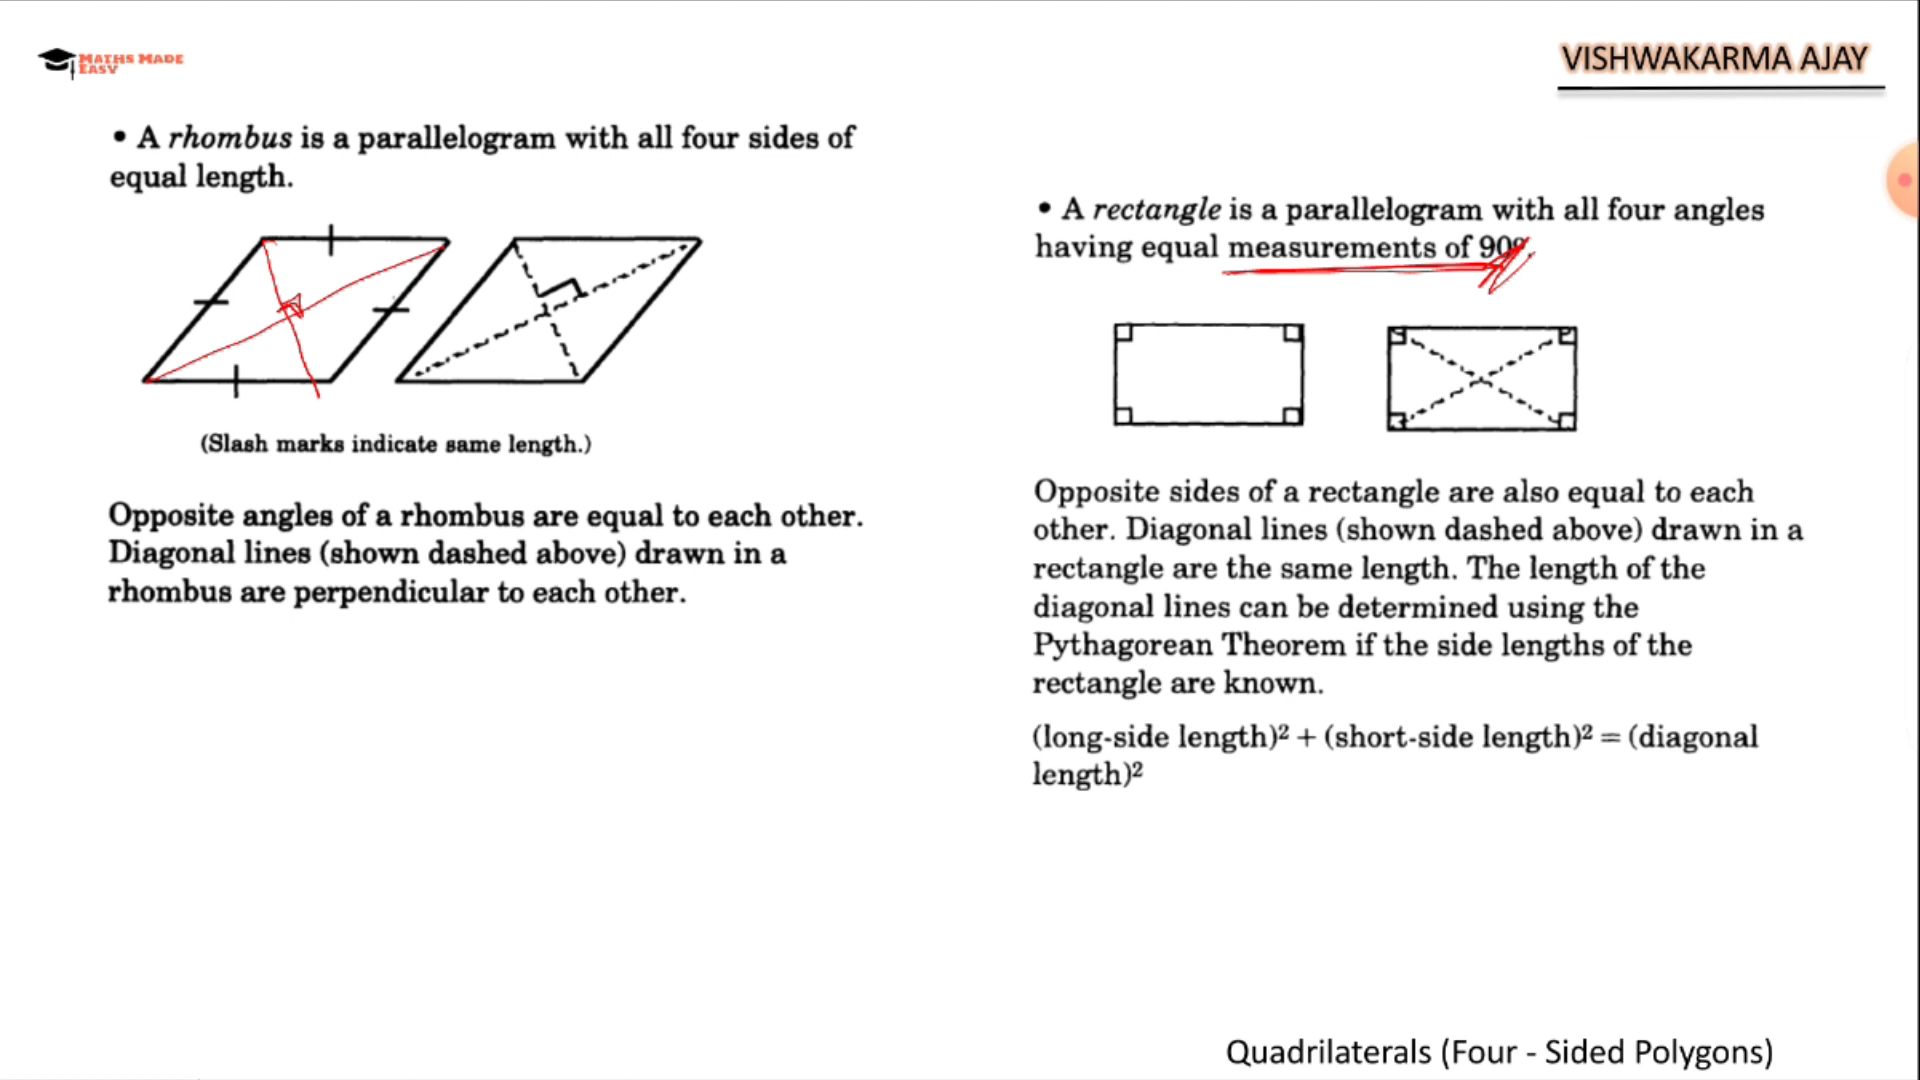 MATHS MADE
EASY
VISHWAKARMA AJAY
• A rhombus is a parallelogram with all four sides of
equal length.
(Slash marks indicate same length.)
Opposite angles of a rhombus are equal to each other.
Diagonal lines (shown dashed above) drawn in a
rhombus are perpendicular to each other.
• A rectangle is a parallelogram with all four angles
having equal measurements of 90°.
Opposite sides of a rectangle are also equal to each
other. Diagonal lines (shown dashed above) drawn in a
rectangle are the same length. The length of the
diagonal lines can be determined using the
Pythagorean Theorem if the side lengths of the
rectangle are known.
(long-side length)² + (short-side length)² = (diagonal
length)²
Quadrilaterals (Four - Sided Polygons)